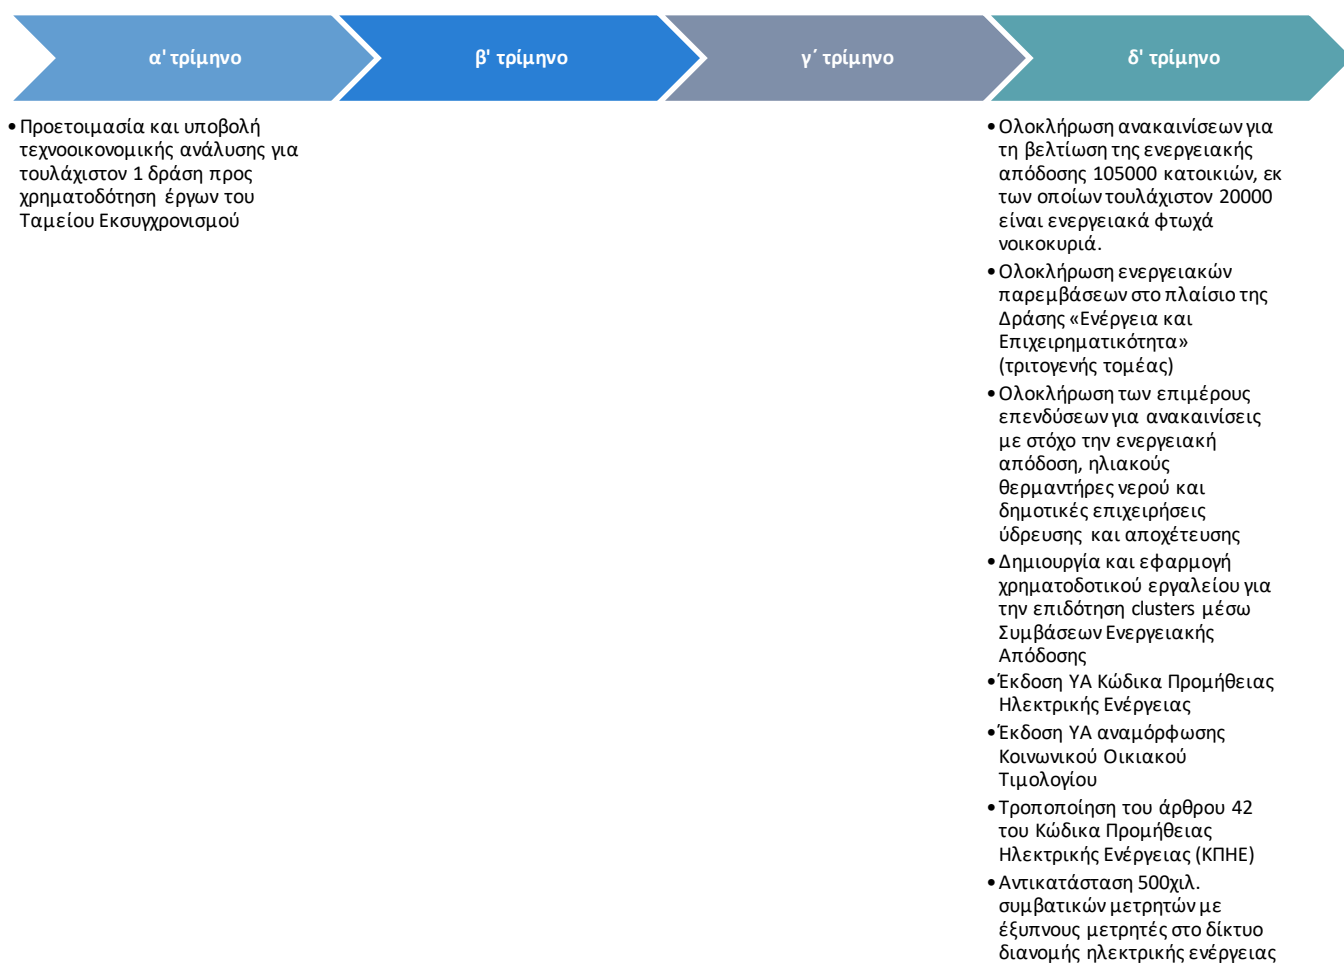 α' τρίμηνο
β' τρίμηνο
γ΄ τρίμηνο
δ' τρίμηνο
• Προετοιμασία και υποβολή
τεχνοοικονομικής ανάλυσης για
τουλάχιστον 1 δράση προς
χρηματοδότηση έργων του
Ταμείου Εκσυγχρονισμού
• Ολοκλήρωση ανακαινίσεων για
τη βελτίωση της ενεργειακής
απόδοσης 105000 κατοικιών, εκ
των οποίων τουλάχιστον 20000
είναι ενεργειακά φτωχά
νοικοκυριά.
• Ολοκλήρωση ενεργειακών
παρεμβάσεων στο πλαίσιο της
Δράσης «Ενέργεια και
Επιχειρηματικότητα»
(τριτογενής τομέας)
• Ολοκλήρωση των επιμέρους
επενδύσεων για ανακαινίσεις
με στόχο την ενεργειακή
απόδοση, ηλιακούς
θερμαντήρες νερού και
δημοτικές επιχειρήσεις
ύδρευσης και αποχέτευσης
• Δημιουργία και εφαρμογή
χρηματοδοτικού εργαλείου για
την επιδότηση clusters μέσω
Συμβάσεων Ενεργειακής
Απόδοσης
• Έκδοση ΥΑ Κώδικα Προμήθειας
Ηλεκτρικής Ενέργειας
• Έκδοση ΥΑ αναμόρφωσης
Κοινωνικού Οικιακού
Τιμολογίου
• Τροποποίηση του άρθρου 42
του Κώδικα Προμήθειας
Ηλεκτρικής Ενέργειας (ΚΠΗΕ)
• Αντικατάσταση 500χιλ.
συμβατικών μετρητών με
έξυπνους μετρητές στο δίκτυο
διανομής ηλεκτρικής ενέργειας